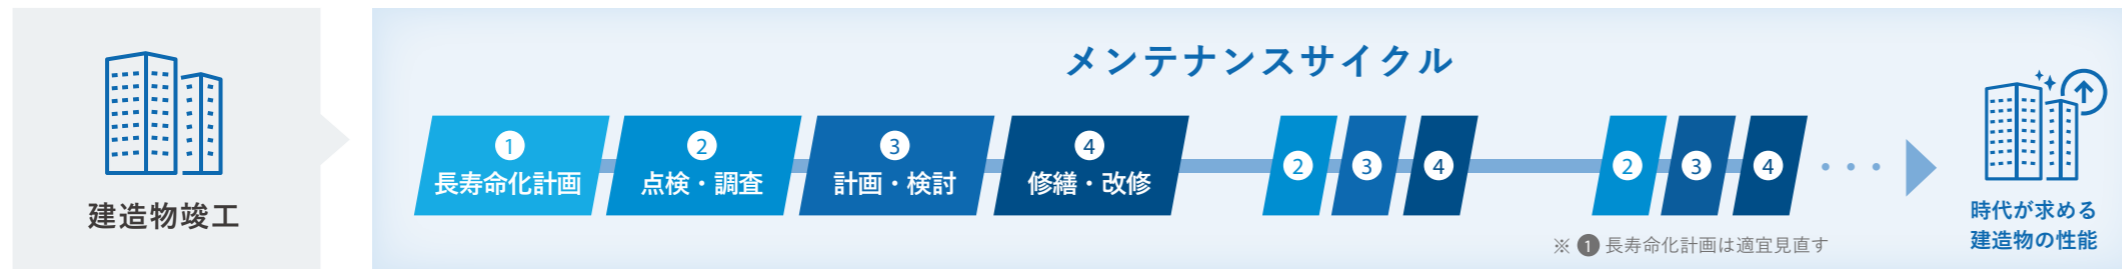 建造物竣工
メンテナンスサイクル
1
長寿命化計画
2
点検・調査
3
計画・検討
4
修繕・改修
2
3
4
2
3
4
・・・
※ 1 長寿命化計画は適宜見直す
時代が求める
建造物の性能